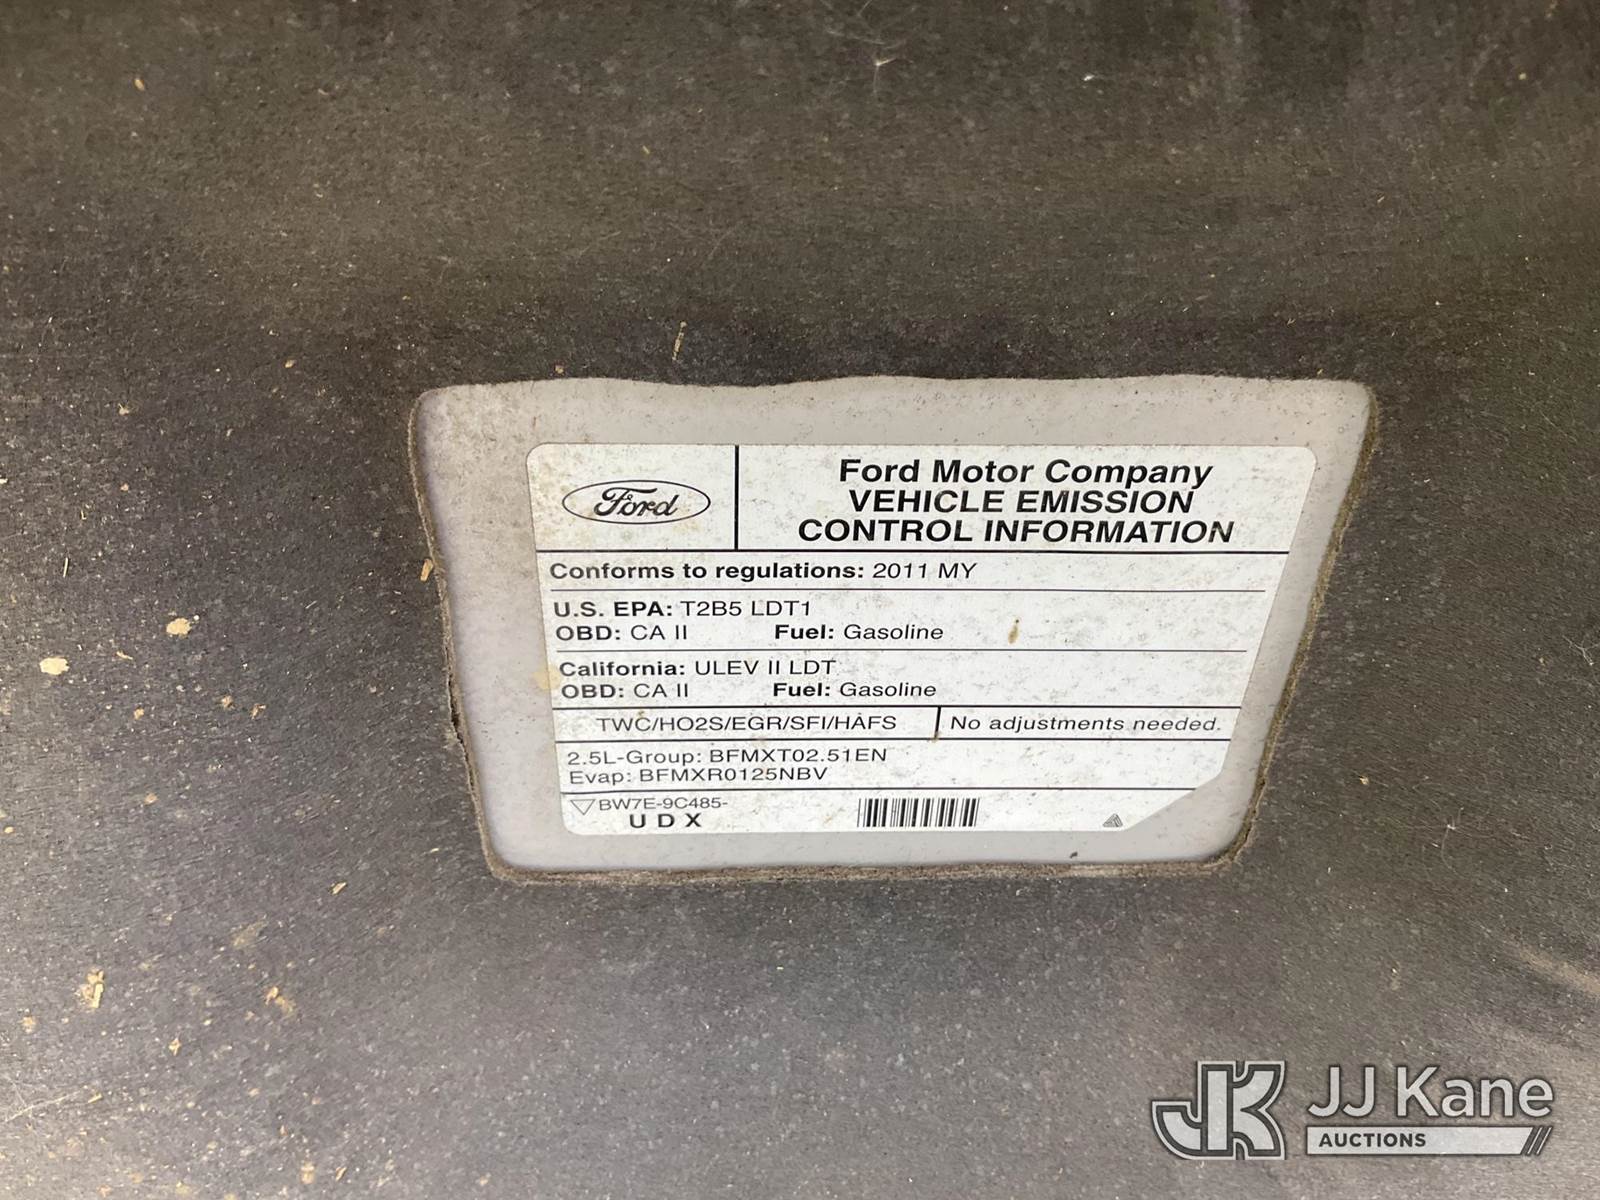 Ford
Ford Motor Company
VEHICLE EMISSION
CONTROL INFORMATION
Conforms to regulations: 2011 MY
U.S. EPA: T2B5 LDT1
OBD: CA II Fuel: Gasoline
California: ULEV II LDT
OBD: CA II Fuel: Gasoline
TWC/HO2S/EGR/SFI/HAFS No adjustments needed.
2.5L-Group: BFMXT02.51EN
Evap: BFMXR0125NBV
BW7E-9C485-
UDX
JK JJ Kane
AUCTIONS